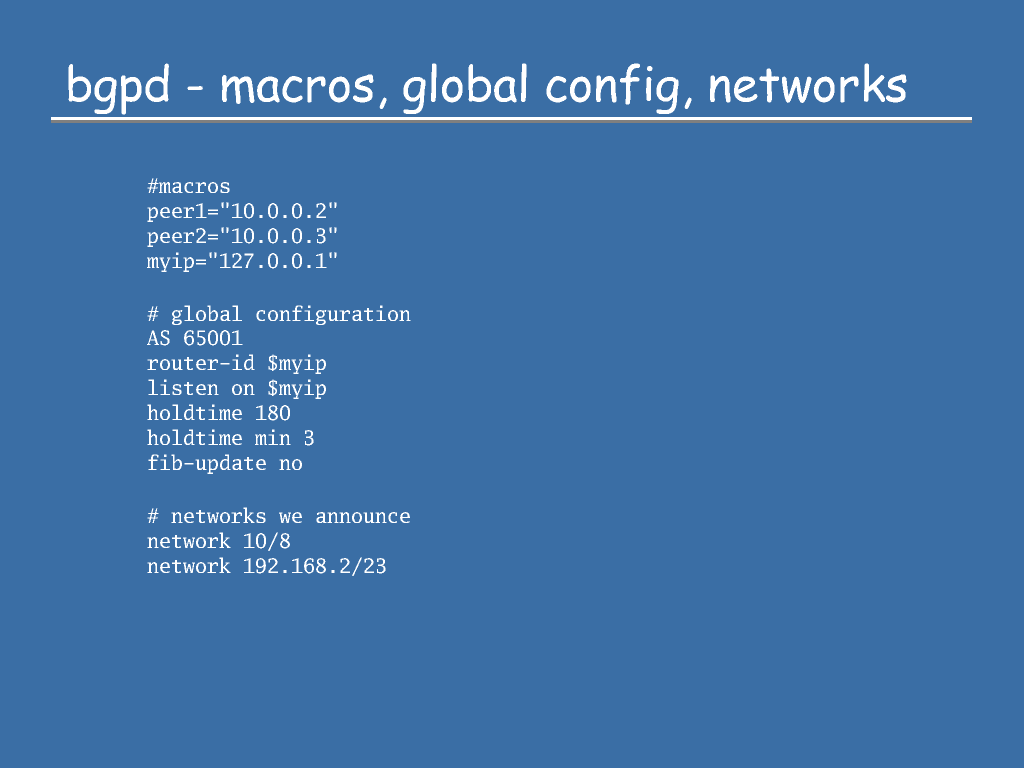 bgpd - macros, global config, networks
#macros
peer1="10.0.0.2"
peer2="10.0.0.3"
myip="127.0.0.1"
# global configuration
AS 65001
router-id $myip
listen on $myip
holdtime 180
holdtime min 3
fib-update no
# networks we announce
network 10/8
network 192.168.2/23